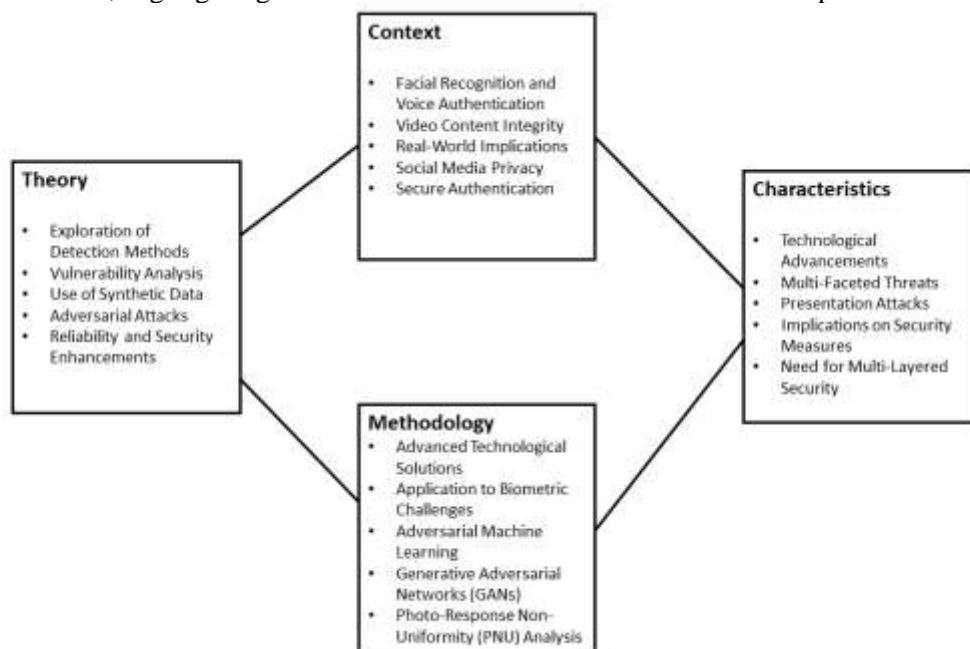 Context
• Facial Recognition and
Voice Authentication
• Video Content Integrity
• Real-World Implications
• Social Media Privacy
• Secure Authentication
Theory
• Exploration of
Detection Methods
• Vulnerability Analysis
• Use of Synthetic Data
• Adversarial Attacks
• Reliability and Security
Enhancements
Characteristics
• Technological
Advancements
• Multi-Faceted Threats
• Presentation Attacks
• Implications on Security
Measures
• Need for Multi-Layered
Security
Methodology
• Advanced Technological
Solutions
• Application to Biometric
Challenges
• Adversarial Machine
Learning
• Generative Adversarial
Networks (GANs)
• Photo-Response Non-
Uniformity (PNU) Analysis